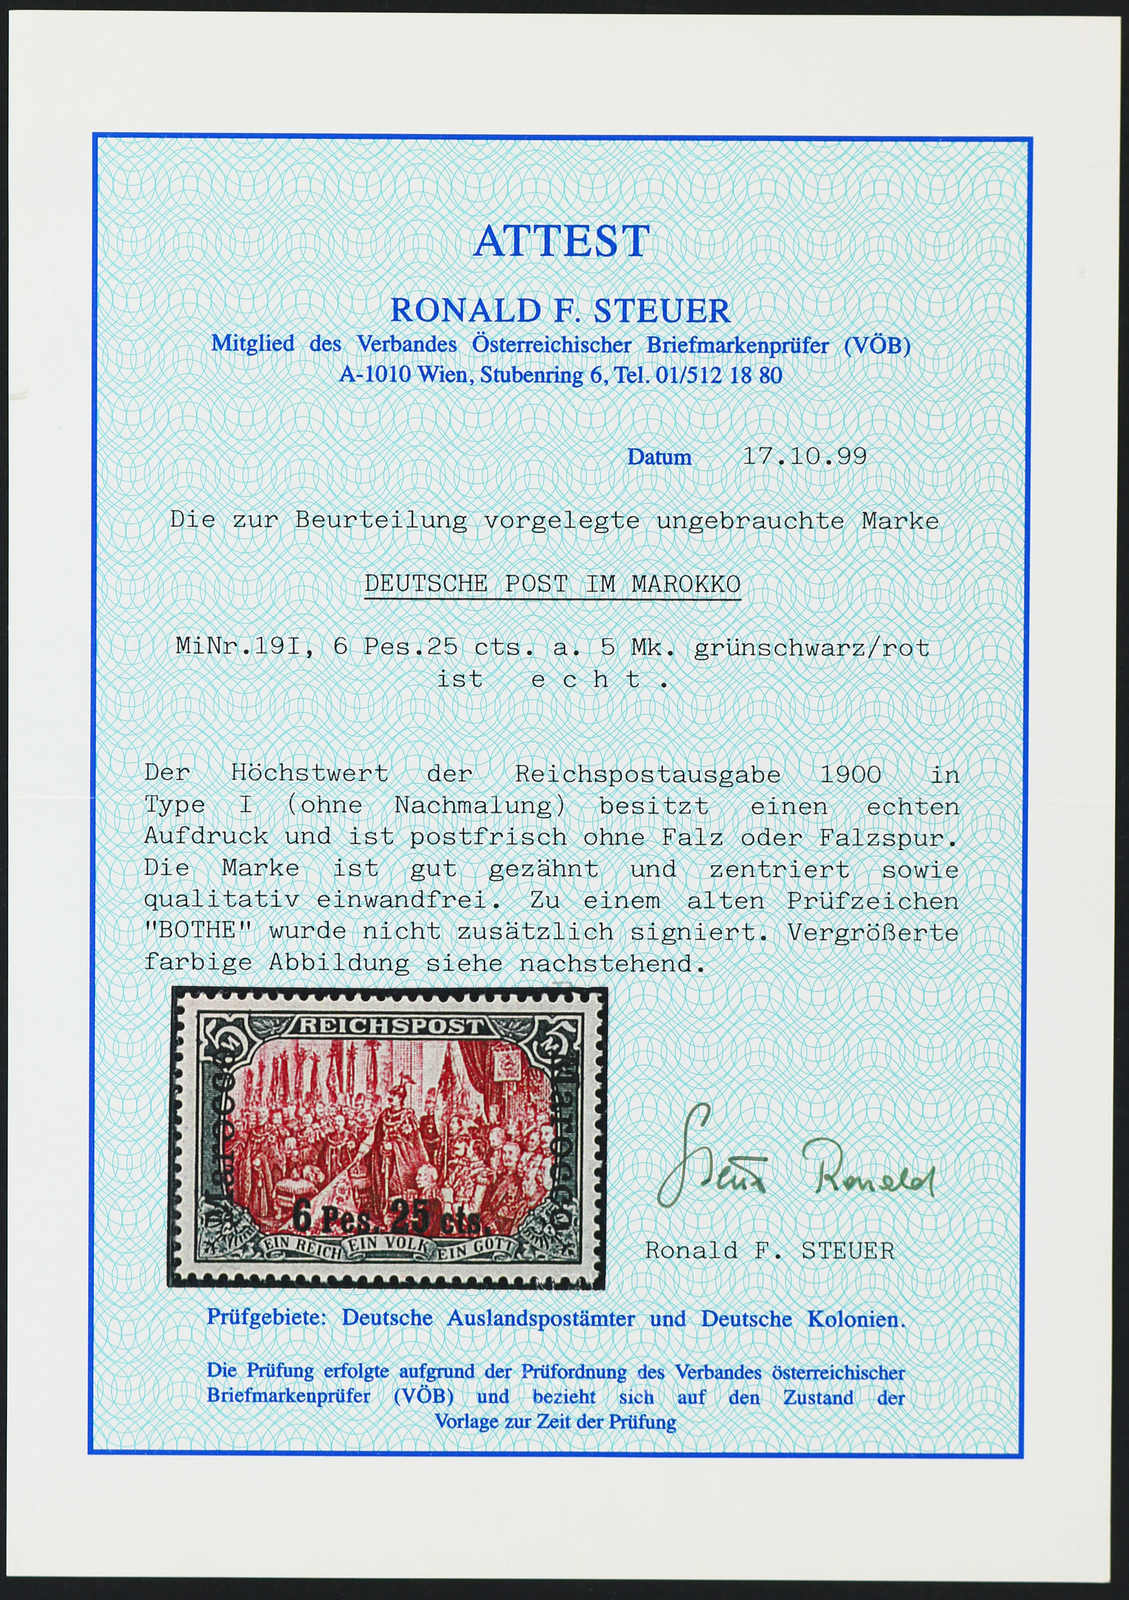 ATTEST
RONALD F. STEUER
Mitglied des Verbandes Österreichischer Briefmarkenprüfer (VÖB)
A-1010 Wien, Stubenring 6, Tel. 01/512 18 80
Datum 17.10.99
Die zur Beurteilung vorgelegte ungebrauchte Marke
DEUTSCHE POST IM MAROKKO
MiNr.19I, 6 Pes.25 cts. a. 5 Mk. grünschwarz/rot
ist e c h t .
Der Höchstwert der Reichspostausgabe 1900 in
Type I (ohne Nachmalung) besitzt einen echten
Aufdruck und ist postfrisch ohne Falz oder Falzspur.
Die Marke ist gut gezähnt und zentriert sowie
qualitativ einwandfrei. Zu einem alten Prüfzeichen
"BOTHE" wurde nicht zusätzlich signiert. Vergrößerte
farbige Abbildung siehe nachstehend.
5 M REICHSPOST 5 M
Marocco
Marocco
6 Pes. 25 cts.
EIN REICH EIN VOLK EIN GOTT
Steuer Ronald
Ronald F. STEUER
Prüfgebiete: Deutsche Auslandspostämter und Deutsche Kolonien.
Die Prüfung erfolgte aufgrund der Prüfordnung des Verbandes österreichischer
Briefmarkenprüfer (VÖB) und bezieht sich auf den Zustand der
Vorlage zur Zeit der Prüfung